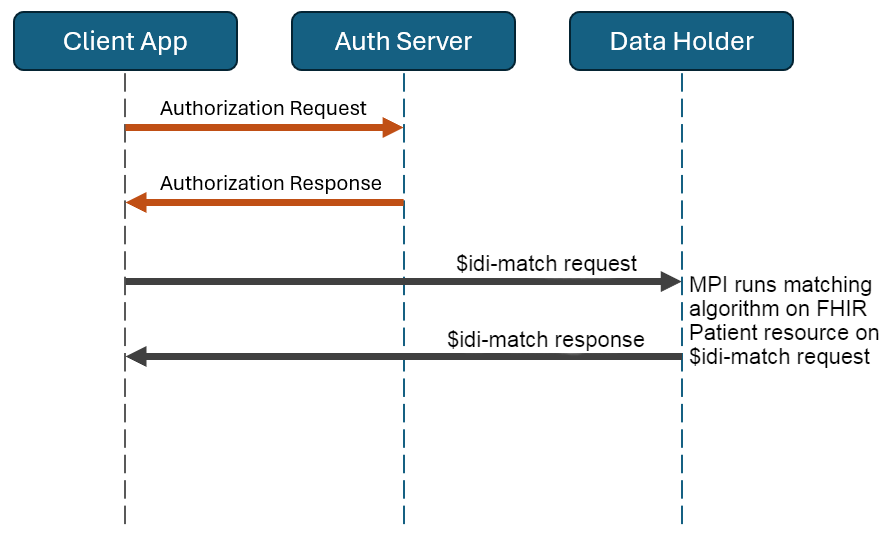 Client App
Auth Server
Data Holder
Authorization Request
Authorization Response
$idi-match request
MPI runs matching
algorithm on FHIR
Patient resource on
$idi-match request
$idi-match response